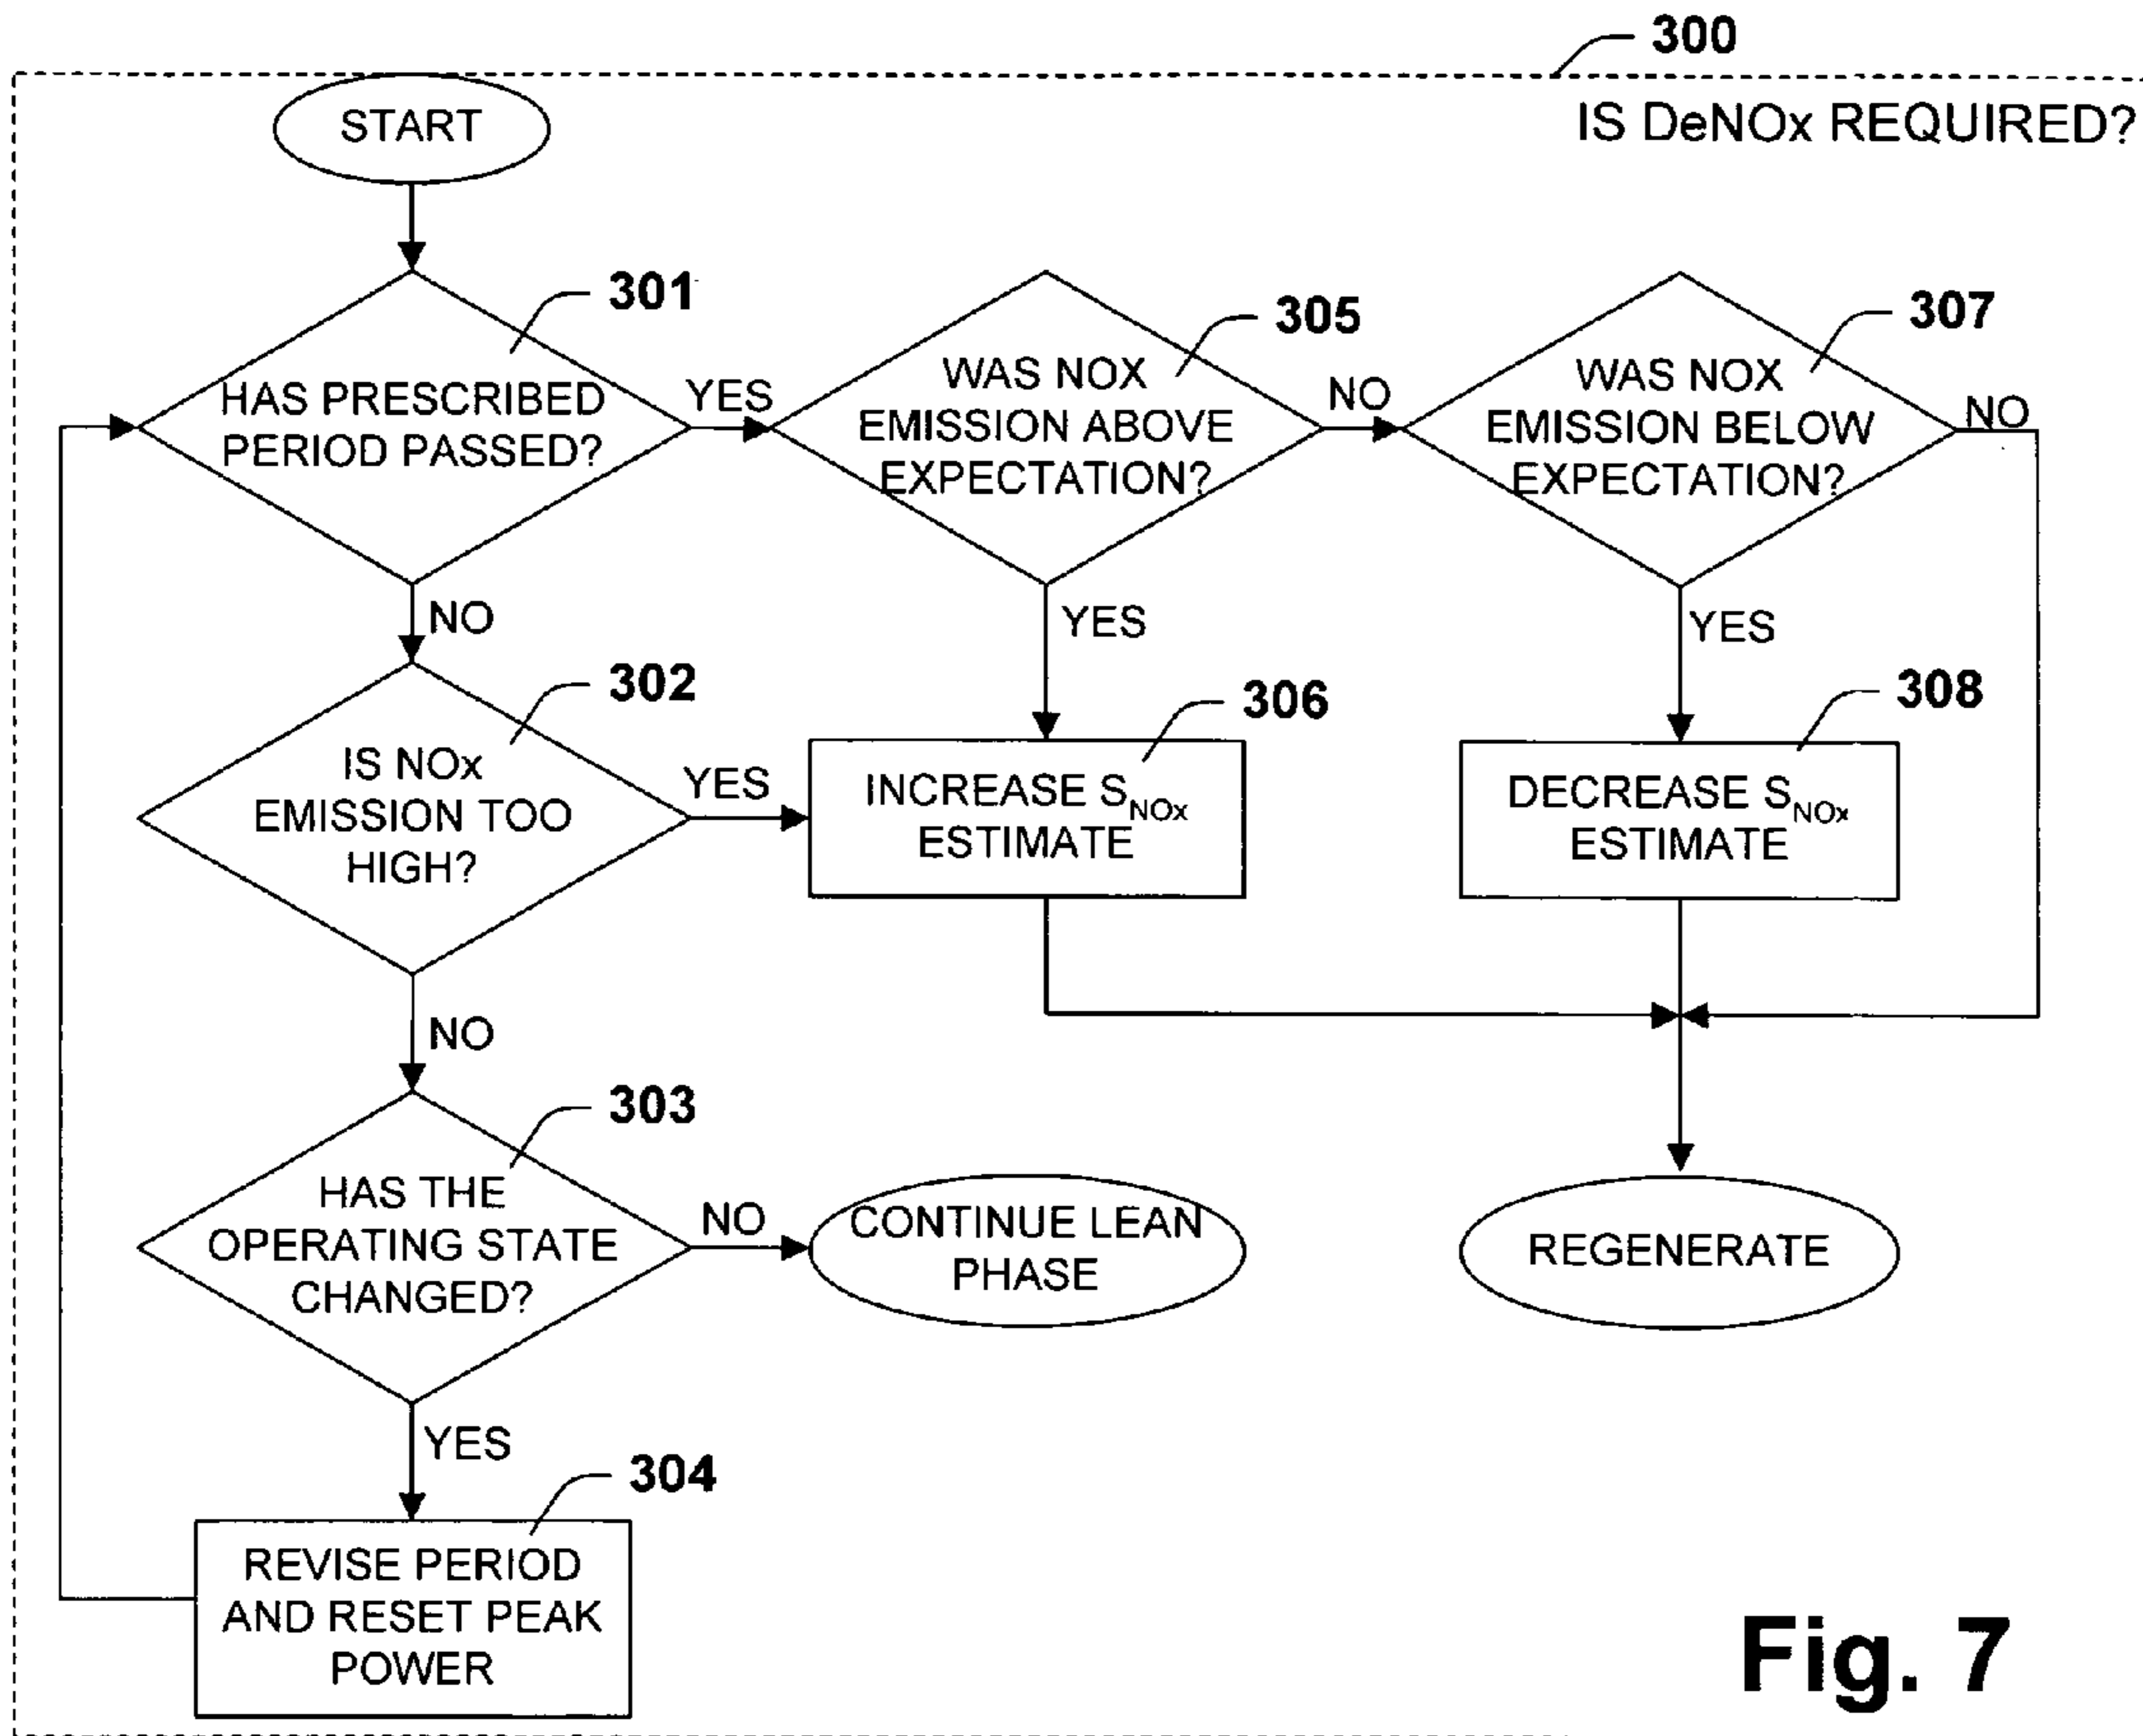 300
IS DeNOx REQUIRED?
START
301
HAS PRESCRIBED
PERIOD PASSED?
YES
305
WAS NOX
EMISSION ABOVE
EXPECTATION?
NO
307
WAS NOX
EMISSION BELOW
EXPECTATION?
NO
NO
YES
YES
302
IS NOx
EMISSION TOO
HIGH?
YES
306
INCREASE SNOx
ESTIMATE
308
DECREASE SNOx
ESTIMATE
NO
303
HAS THE
OPERATING STATE
CHANGED?
NO
CONTINUE LEAN
PHASE
REGENERATE
YES
304
REVISE PERIOD
AND RESET PEAK
POWER
Fig. 7